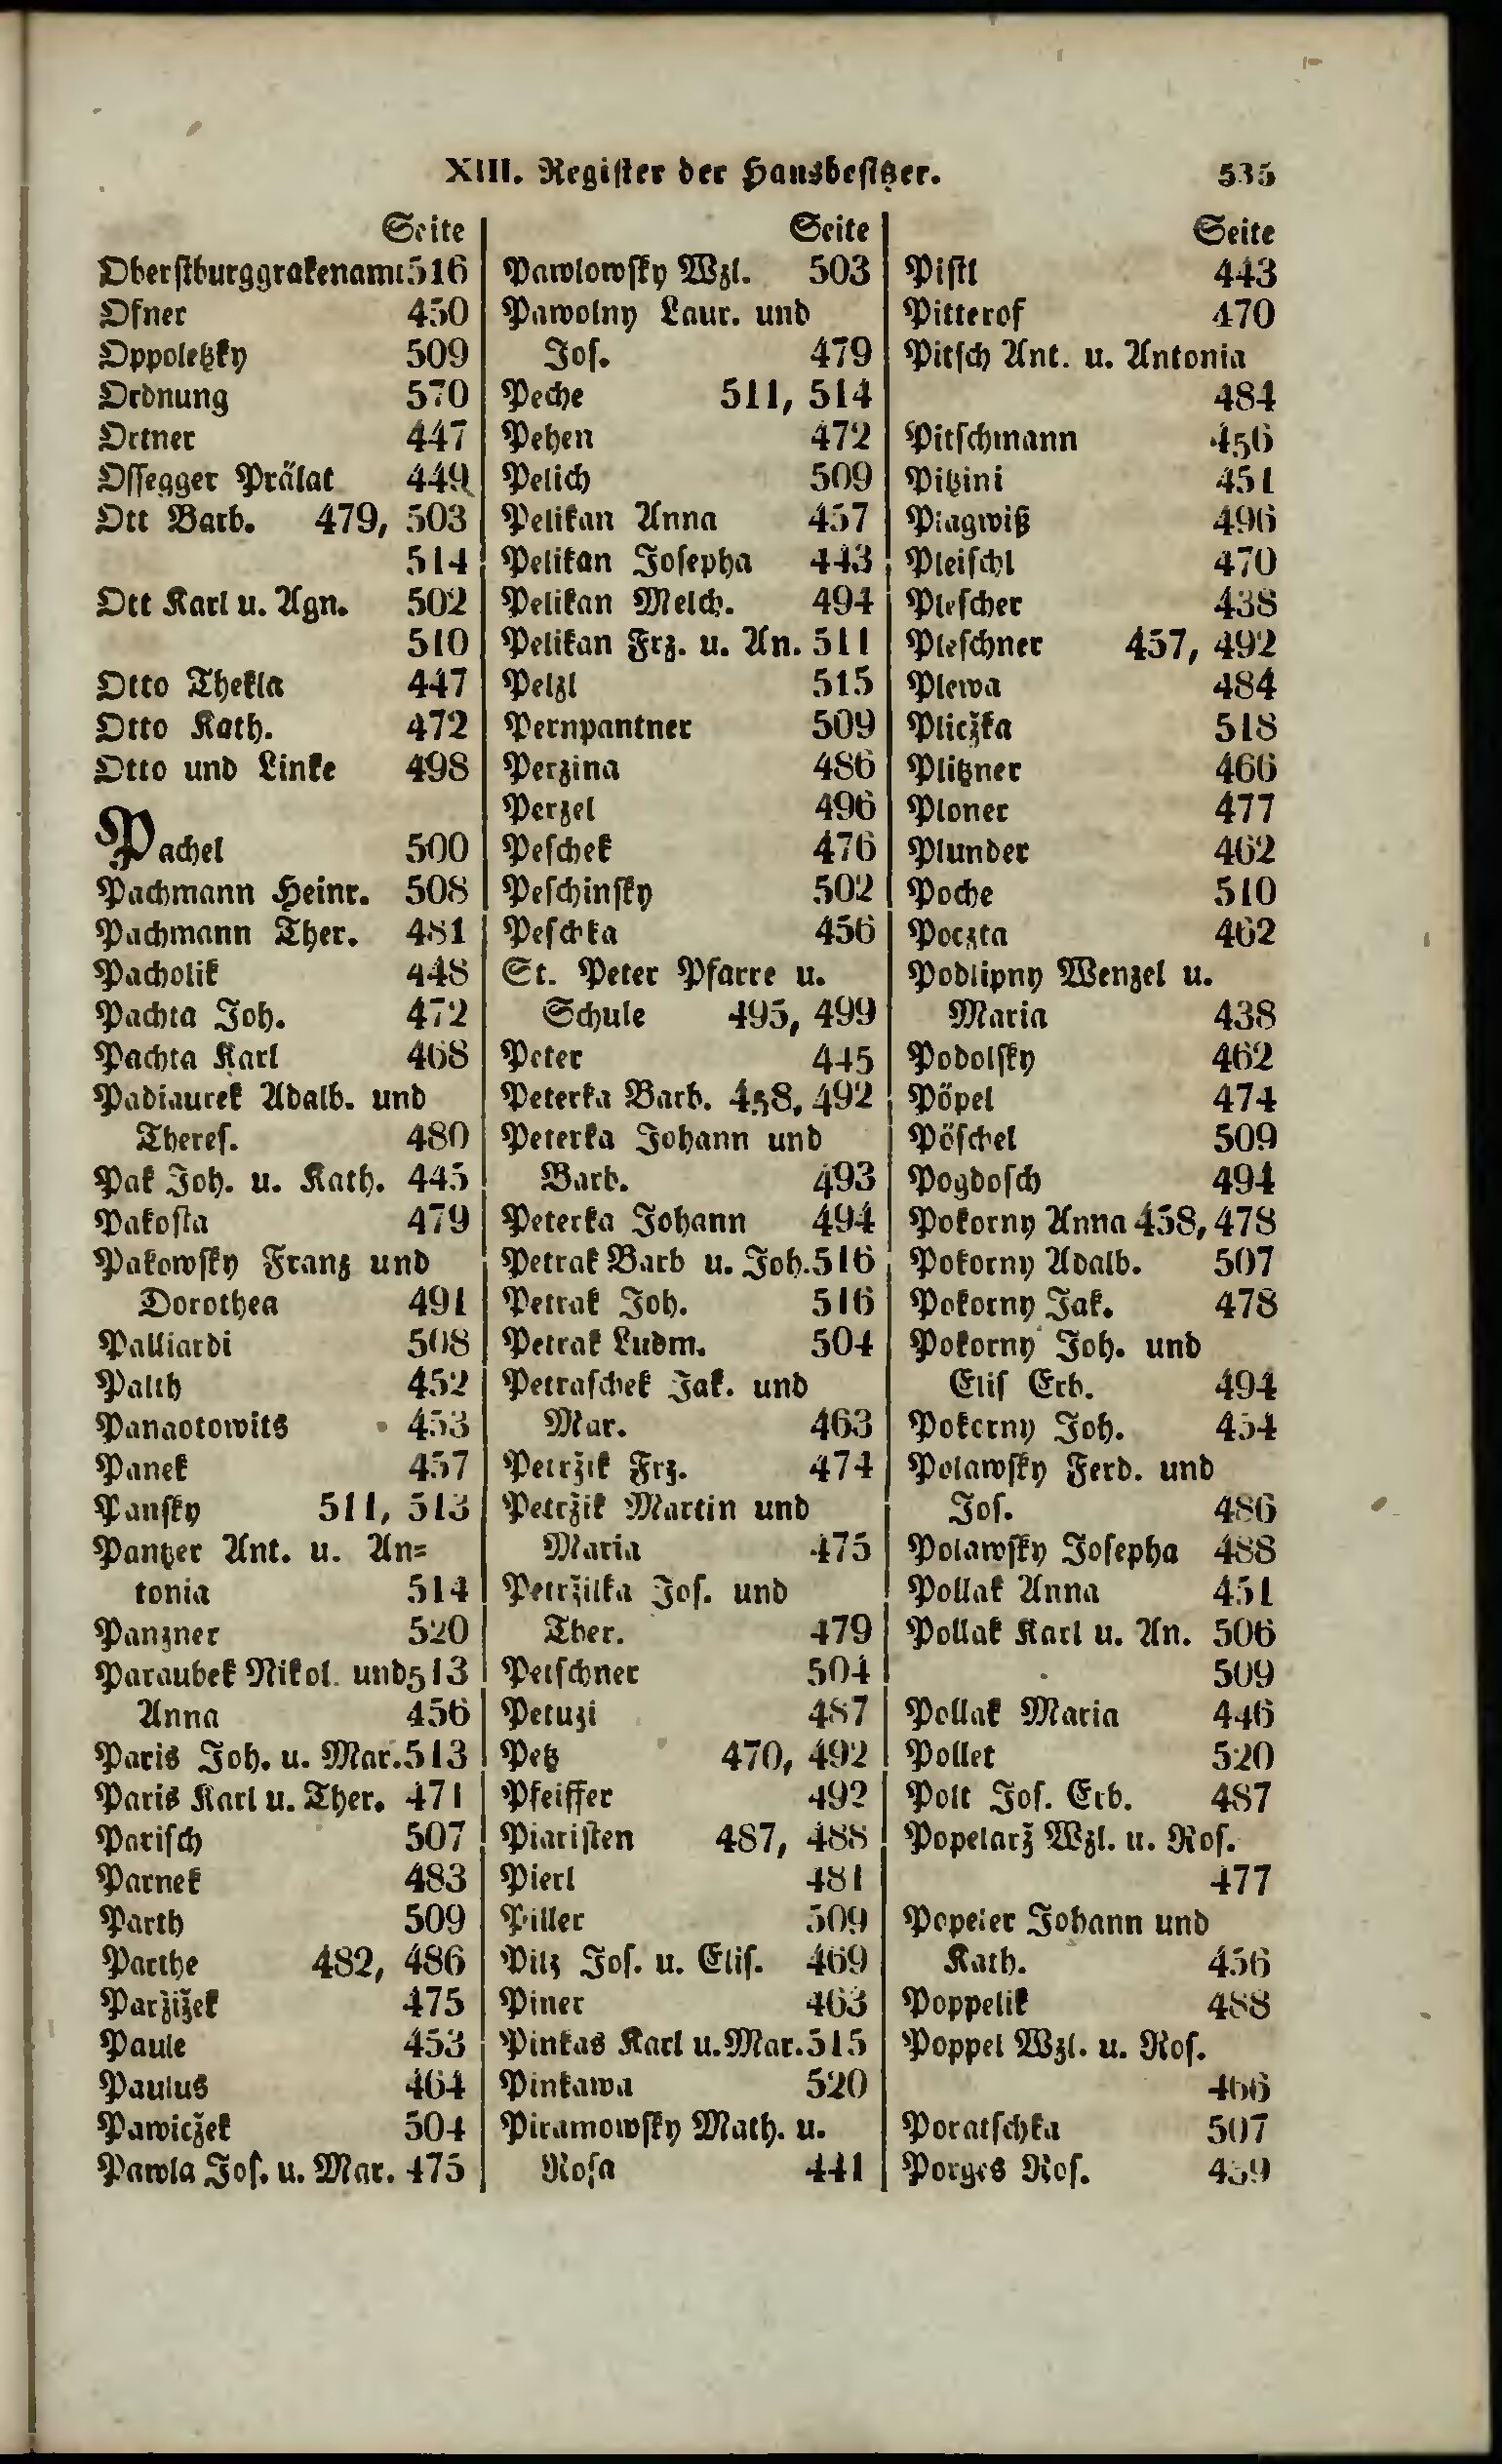 XIII. Register der Hausbesitzer. 535
Seite
Oberstburggrafenamt 516
Ofner 450
Oppoletzky 509
Ordnung 570
Ortner 447
Ossegger Prälat 449
Ott Barb. 479, 503
514
Ott Karl u. Agn. 502
510
Otto Thekla 447
Otto Kath. 472
Otto und Linke 498
Pachel 500
Pachmann Heinr. 508
Pachmann Ther. 481
Pacholik 448
Pachta Joh. 472
Pachta Karl 468
Padiaurek Adalb. und
Theres. 480
Pak Joh. u. Kath. 445
Pakosta 479
Pakowsky Franz und
Dorothea 491
Palliardi 508
Palth 452
Panaotowits 453
Panek 457
Pansky 511, 513
Pantzer Ant. u. An=
tonia 514
Panzner 520
Paraubek Nikol. und 513
Anna 456
Paris Joh. u. Mar. 513
Paris Karl u. Ther. 471
Parisch 507
Parnek 483
Parth 509
Parthe 482, 486
Paržižek 475
Paule 453
Paulus 464
Pawicžek 504
Pawla Jos. u. Mar. 475
Seite
Pawlowsky Wzl. 503
Pawolny Laur. und
Jos. 479
Peche 511, 514
Pehen 472
Pelich 509
Pelikan Anna 457
Pelikan Josepha 443
Pelikan Melch. 494
Pelikan Frz. u. An. 511
Pelzl 515
Pernpantner 509
Perzina 486
Perzel 496
Peschek 476
Peschinsky 502
Peschka 456
St. Peter Pfarre u.
Schule 495, 499
Peter 445
Peterka Barb. 458, 492
Peterka Johann und
Barb. 493
Peterka Johann 494
Petrak Barb u. Joh. 516
Petrak Joh. 516
Petrak Ludm. 504
Petraschek Jak. und
Mar. 463
Petržik Frz. 474
Petržik Martin und
Maria 475
Petržilka Jos. und
Ther. 479
Petschner 504
Petuzi 487
Petz 470, 492
Pfeiffer 492
Piaristen 487, 488
Pierl 481
Piller 509
Pilz Jos. u. Elis. 469
Piner 463
Pinkas Karl u. Mar. 515
Pinkawa 520
Piramowsky Math. u.
Rosa 441
Seite
Pistl 443
Pitterof 470
Pitsch Ant. u. Antonia
484
Pitschmann 456
Pitzini 451
Plagwitz 496
Pleischl 470
Plescher 438
Pleschner 457, 492
Plewa 484
Plicžka 518
Plitzner 466
Ploner 477
Plunder 462
Poche 510
Poczta 462
Podlipny Wenzel u.
Maria 438
Podolsky 462
Pöpel 474
Pöschel 509
Pogdosch 494
Pokorny Anna 458, 478
Pokorny Adalb. 507
Pokorny Jak. 478
Pokorny Joh. und
Elis Erb. 494
Pokorny Joh. 454
Polawsky Ferd. und
Jos. 486
Polawsky Josepha 488
Pollak Anna 451
Pollak Karl u. An. 506
509
Pollak Maria 446
Pollet 520
Polt Jos. Erb. 487
Popelarž Wzl. u. Ros.
477
Popeler Johann und
Kath. 456
Poppelik 488
Poppel Wzl. u. Ros.
466
Poratschka 507
Porges Ros. 459